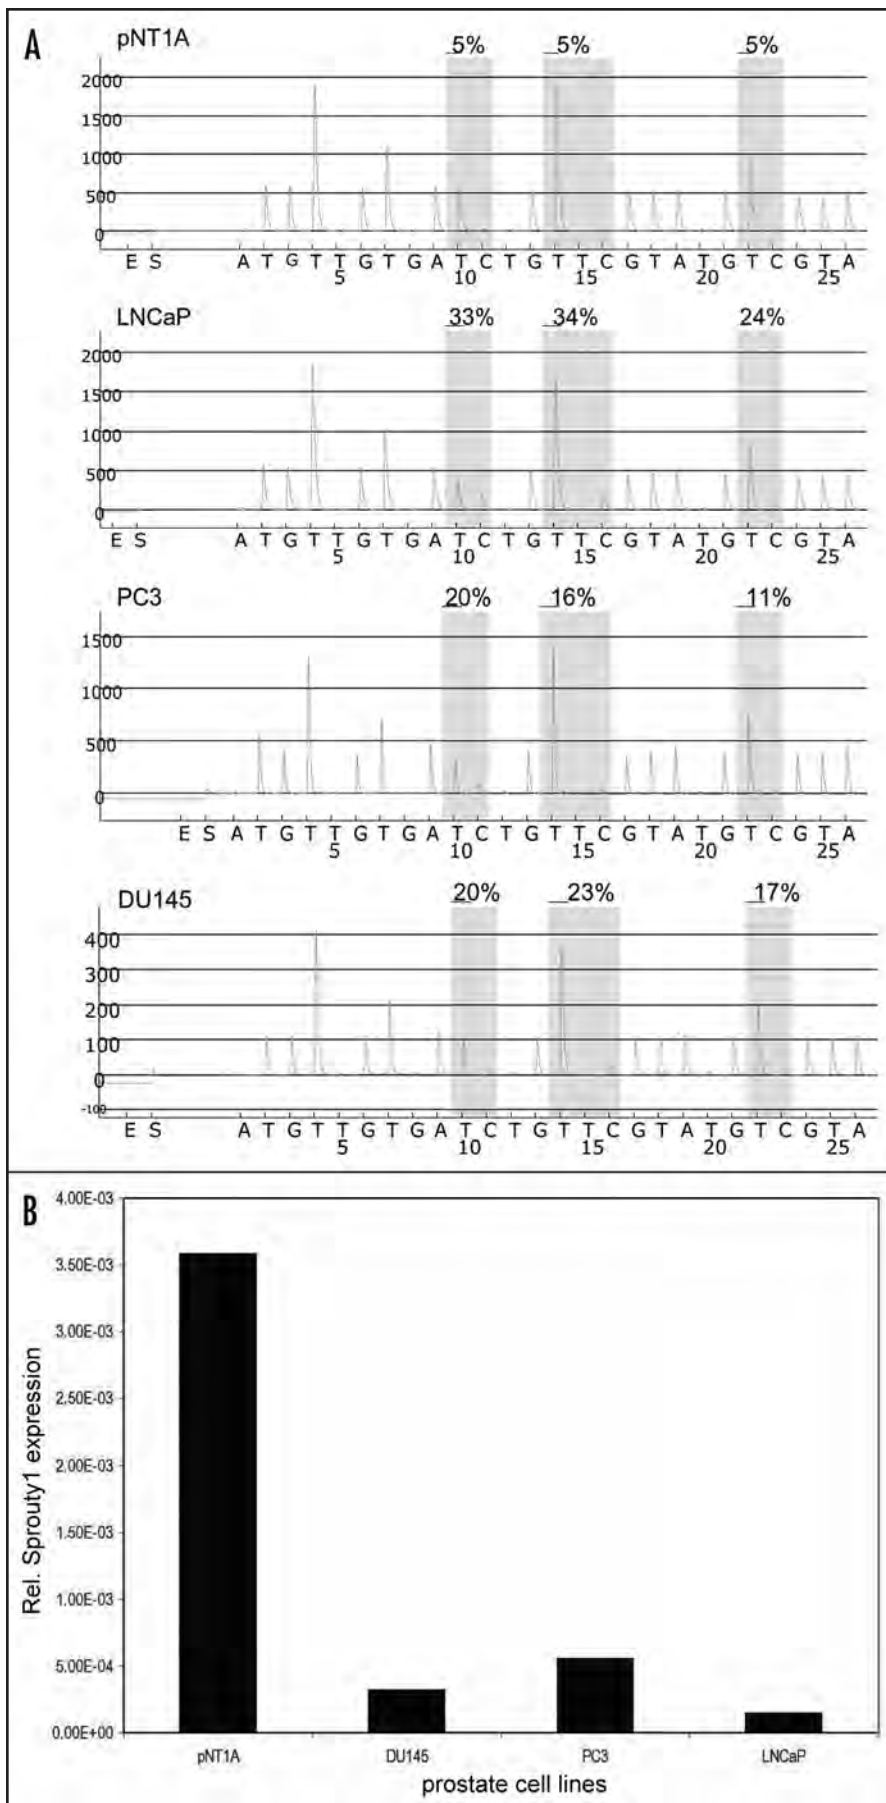 A
pNT1A
5% 5% 5%
2000
1500
1000
500
0
E S A T G T T G T G A T C T G T T C G T A T G T C G T A
5 10 15 20 25
LNCaP
33% 34% 24%
2000
1500
1000
500
0
E S A T G T T G T G A T C T G T T C G T A T G T C G T A
5 10 15 20 25
PC3
20% 16% 11%
1500
1000
500
0
E S A T G T T G T G A T C T G T T C G T A T G T C G T A
5 10 15 20 25
DU145
20% 23% 17%
400
300
200
100
0
-100
E S A T G T T G T G A T C T G T T C G T A T G T C G T A
5 10 15 20 25
B
Rel. Sprouty1 expression
4.00E-03
3.50E-03
3.00E-03
2.50E-03
2.00E-03
1.50E-03
1.00E-03
5.00E-04
0.00E+00
pNT1A DU145 PC3 LNCaP
prostate cell lines